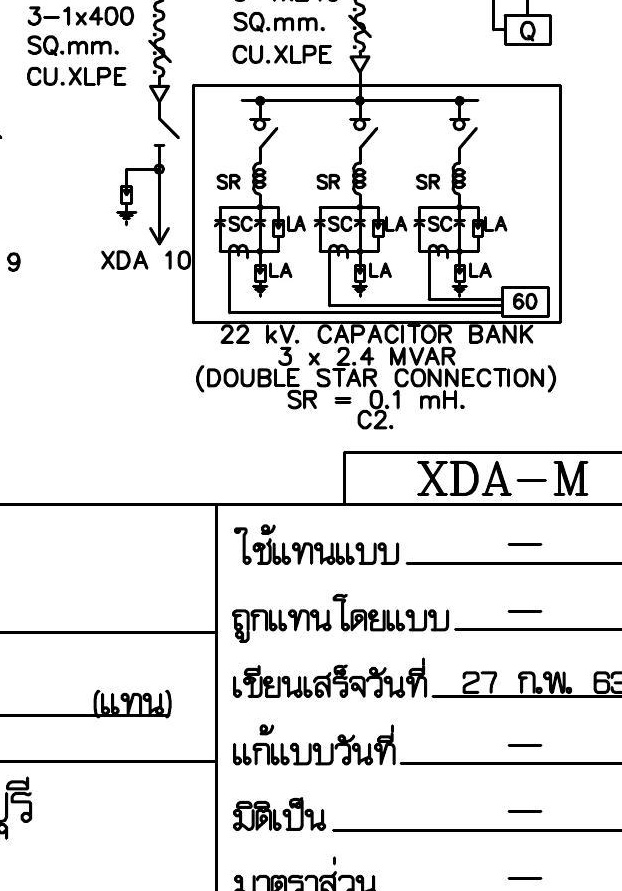 3-1x400
SQ.mm.
CU.XLPE
SQ.mm.
CU.XLPE
Q
SR SR SR
SC LA SC LA SC LA
LA LA LA
60
9
XDA 10
22 kV. CAPACITOR BANK
3 x 2.4 MVAR
(DOUBLE STAR CONNECTION)
SR = 0.1 mH.
C2.
XDA-M
ใช้แทนแบบ —
ถูกแทนโดยแบบ —
เขียนเสร็จวันที่ 27 ก.พ. 63
(แทน)
แก้แบบวันที่ —
มิติเป็น —
มาตราส่วน —